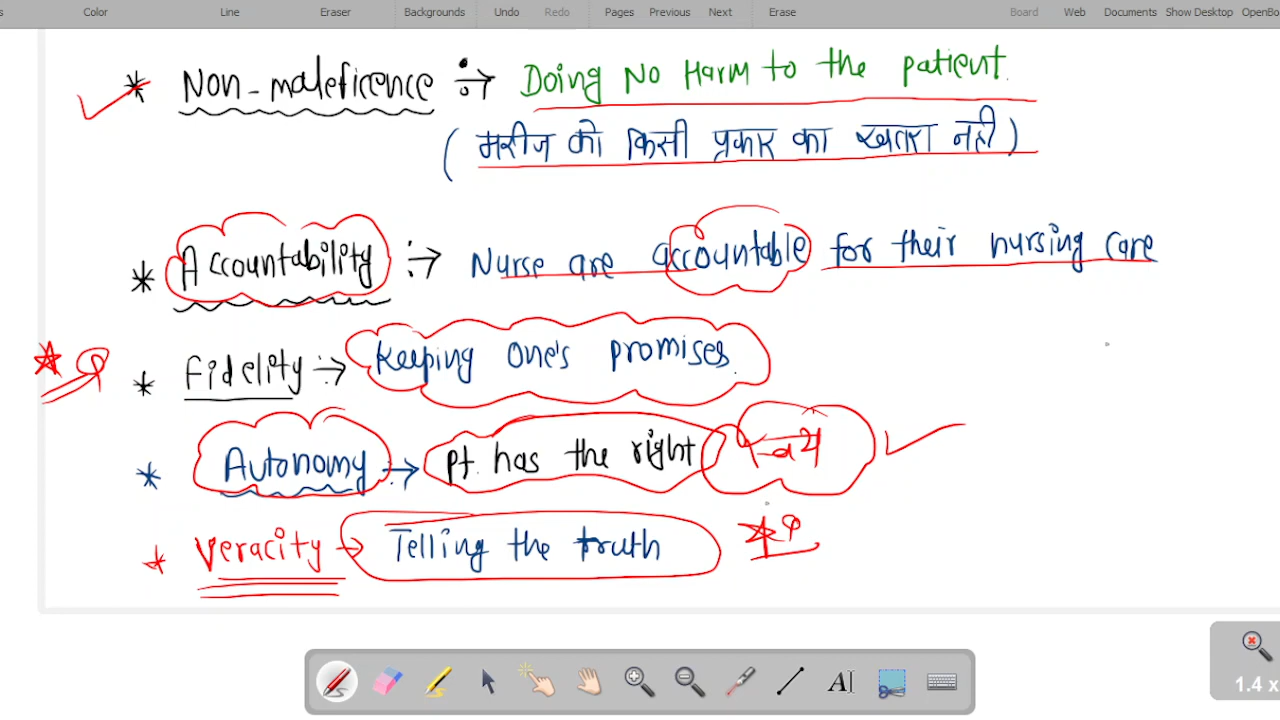 Color Line Eraser Backgrounds Undo Redo Pages Previous Next Erase Board Web Documents Show Desktop OpenBo
* Non-maleficence :→ Doing No Harm to the patient.
( मरीज को किसी प्रकार का खतरा नही )
* Accountability :→ Nurse are accountable for their nursing care
* Fidelity :→ Keeping one's promises.
* Autonomy → Pt. has the right
* Veracity → Telling the truth
1.4 x